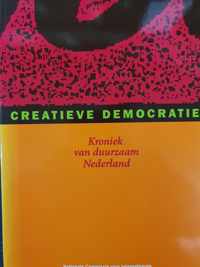 CREATIEVE DEMOCRATIE
Kroniek
van duurzaam
Nederland